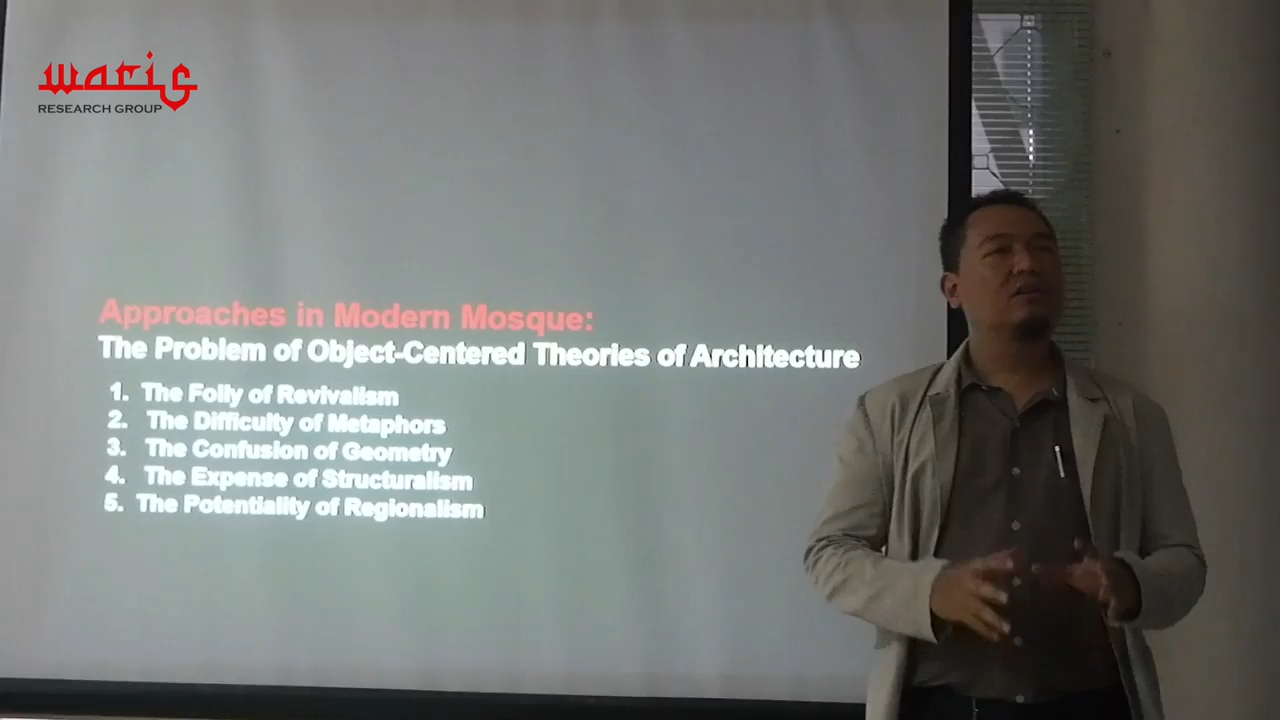 waris
RESEARCH GROUP
Approaches in Modern Mosque:
The Problem of Object-Centered Theories of Architecture
1. The Folly of Revivalism
2. The Difficulty of Metaphors
3. The Confusion of Geometry
4. The Expense of Structuralism
5. The Potentiality of Regionalism